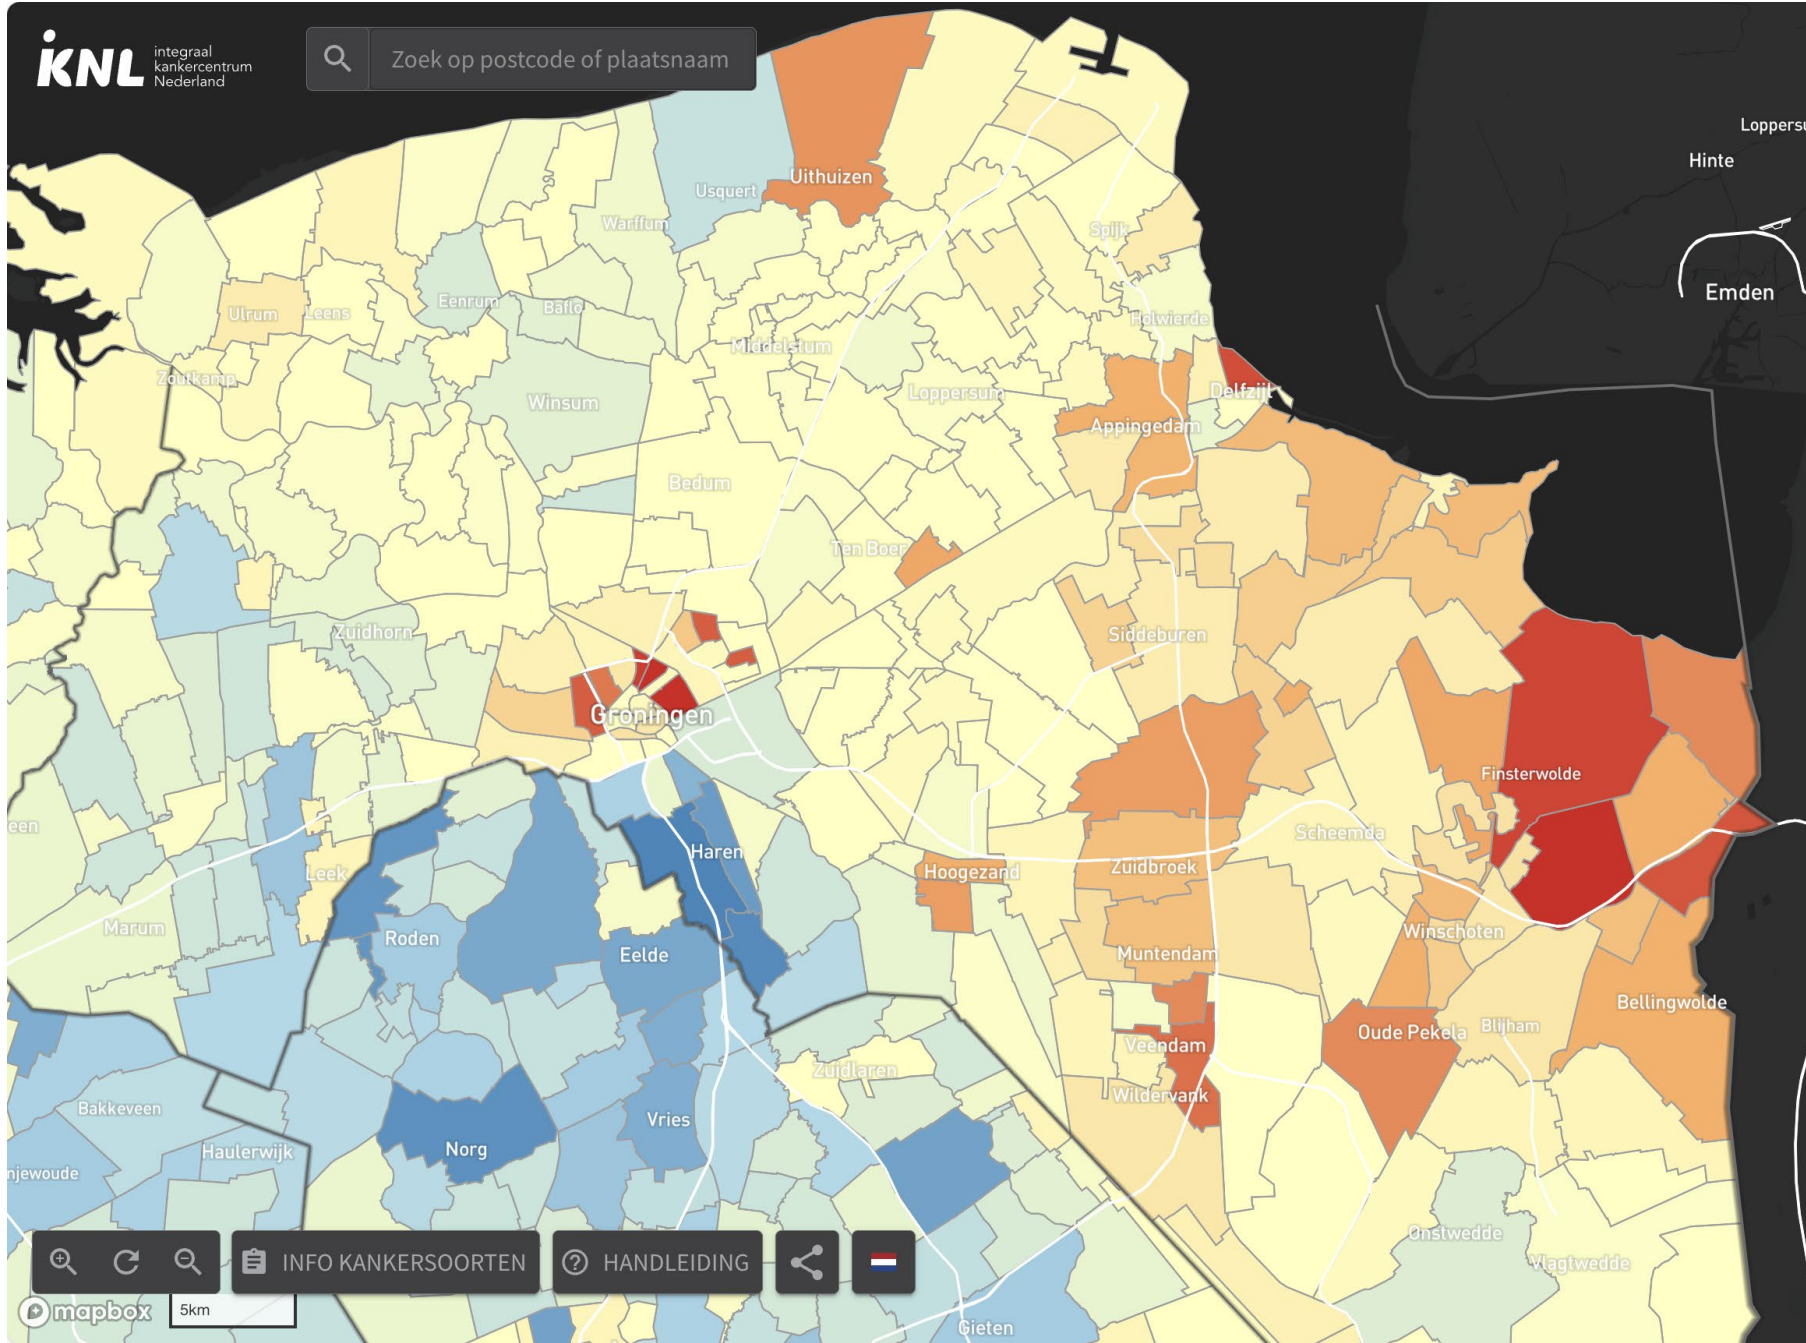 iKNL
integraal
kankercentrum
Nederland
Zoek op postcode of plaatsnaam
Loppersu
Hinte
Uithuizen
Usquert
Warffum
Spijk
Emden
Eenrum
Baflo
Ulrum
Leens
Holwierde
Middelstum
Zoutkamp
Loppersum
Delfzijl
Winsum
Appingedam
Bedum
Ten Boer
Zuidhorn
Siddeburen
Groningen
Finsterwolde
een
Scheemda
Haren
Leek
Hoogezand
Zuidbroek
Marum
Roden
Winschoten
Eelde
Muntendam
Bellingwolde
Blijham
Oude Pekela
Veendam
Zuidlaren
Wildervank
Bakkeveen
Vries
Norg
Haulerwijk
njewoude
Onstwedde
Vlagtwedde
INFO KANKERSOORTEN
HANDLEIDING
mapbox
5km
Gieten